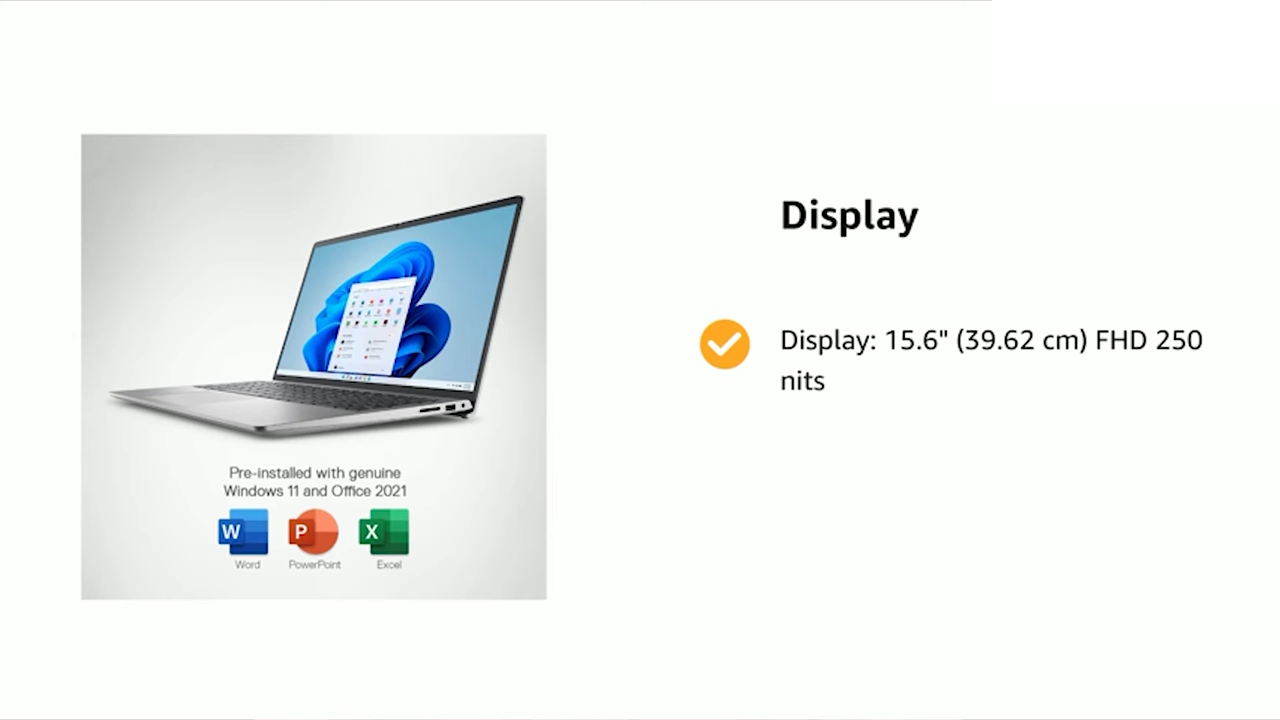 Display
Display: 15.6" (39.62 cm) FHD 250
nits
Pre-installed with genuine
Windows 11 and Office 2021
W P X
Word PowerPoint Excel